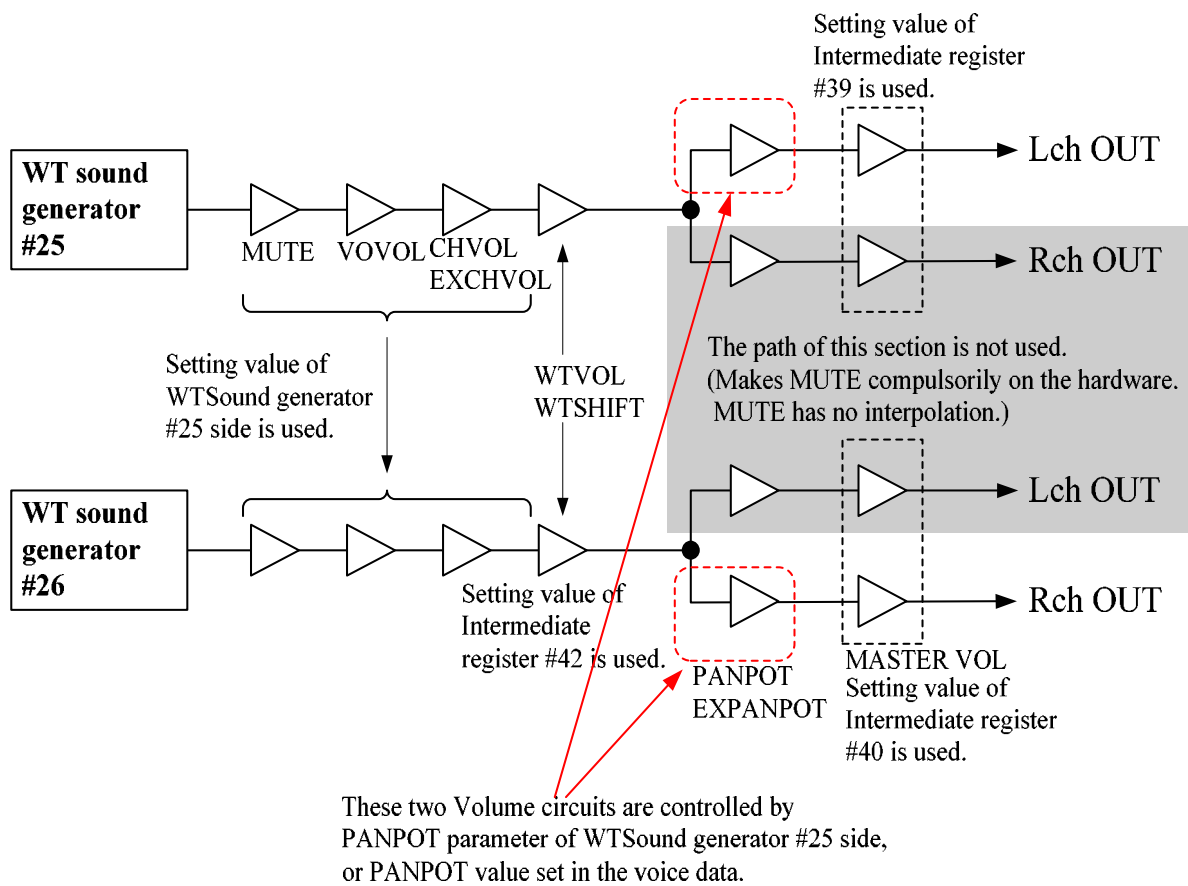 Setting value of
Intermediate register
#39 is used.
WT sound
generator
#25
MUTE
VOVOL
CHVOL
EXCHVOL
Lch OUT
Rch OUT
Setting value of
WTSound generator
#25 side is used.
WTVOL
WTSHIFT
The path of this section is not used.
(Makes MUTE compulsorily on the hardware.
MUTE has no interpolation.)
WT sound
generator
#26
Lch OUT
Rch OUT
Setting value of
Intermediate
register #42 is used.
PANPOT
EXPANPOT
MASTER VOL
Setting value of
Intermediate register
#40 is used.
These two Volume circuits are controlled by
PANPOT parameter of WTSound generator #25 side,
or PANPOT value set in the voice data.